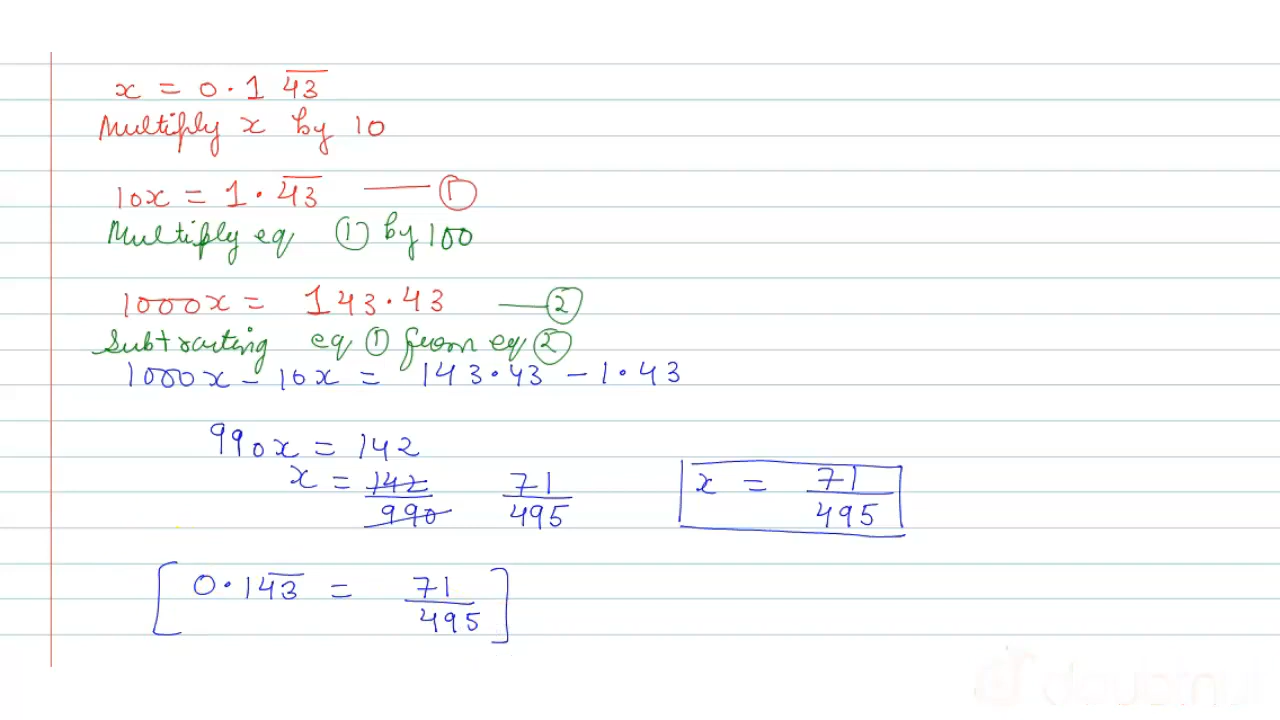 x = 0.1 4̅3̅
Multiply x by 10
10x = 1.4̅3̅ —— ①
Multiply eq ① by 100
1000x = 143.43 —— ②
Subtracting eq ① from eq ②
1000x - 10x = 143.43 - 1.43
990x = 142
x = 142/990 71/495 x = 71/495
[ 0.14̅3̅ = 71/495 ]
doubtnut